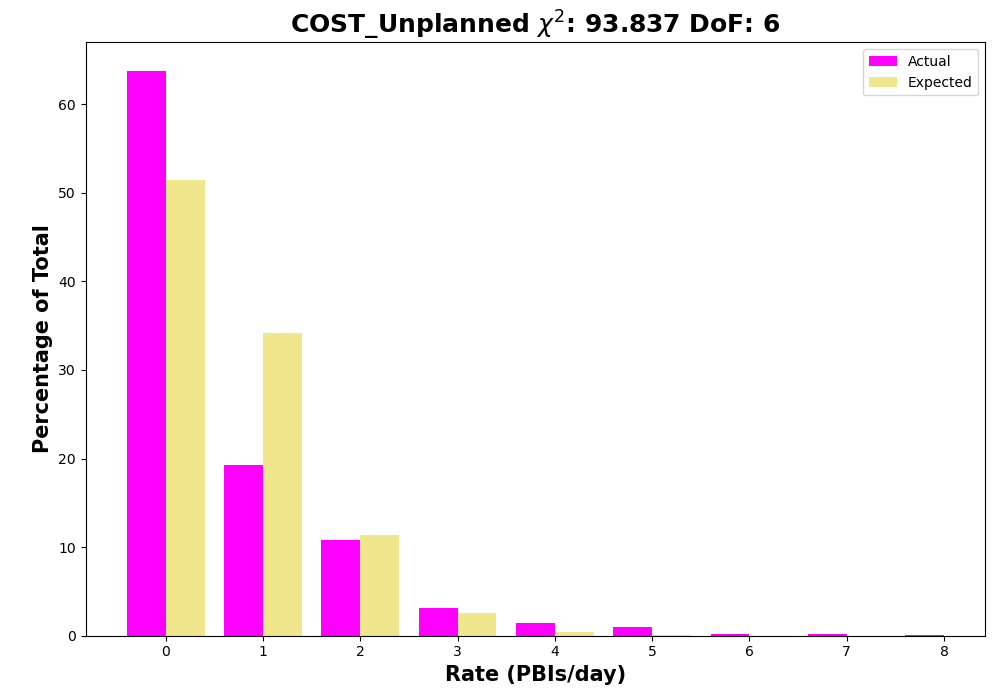 COST_Unplanned χ²: 93.837 DoF: 6
Actual
Expected
Percentage of Total
60
50
40
30
20
10
0
0 1 2 3 4 5 6 7 8
Rate (PBIs/day)